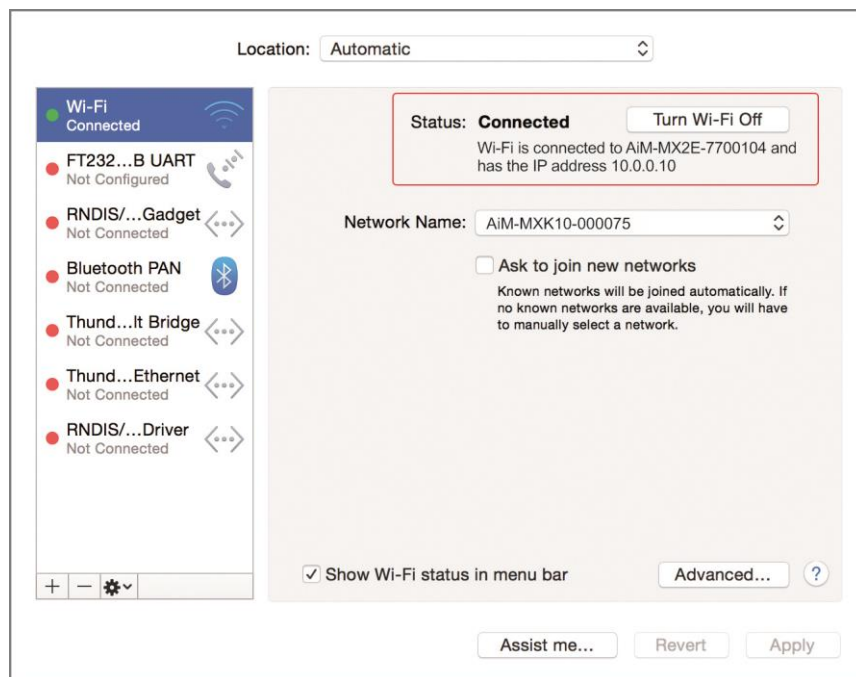 Location: Automatic
Wi-Fi
Connected
FT232...B UART
Not Configured
RNDIS/...Gadget
Not Connected
Bluetooth PAN
Not Connected
Thund...lt Bridge
Not Connected
Thund...Ethernet
Not Connected
RNDIS/...Driver
Not Connected
Status: Connected
Turn Wi-Fi Off
Wi-Fi is connected to AiM-MX2E-7700104 and
has the IP address 10.0.0.10
Network Name: AiM-MXK10-000075
Ask to join new networks
Known networks will be joined automatically. If
no known networks are available, you will have
to manually select a network.
Show Wi-Fi status in menu bar
Advanced...
?
Assist me...
Revert
Apply